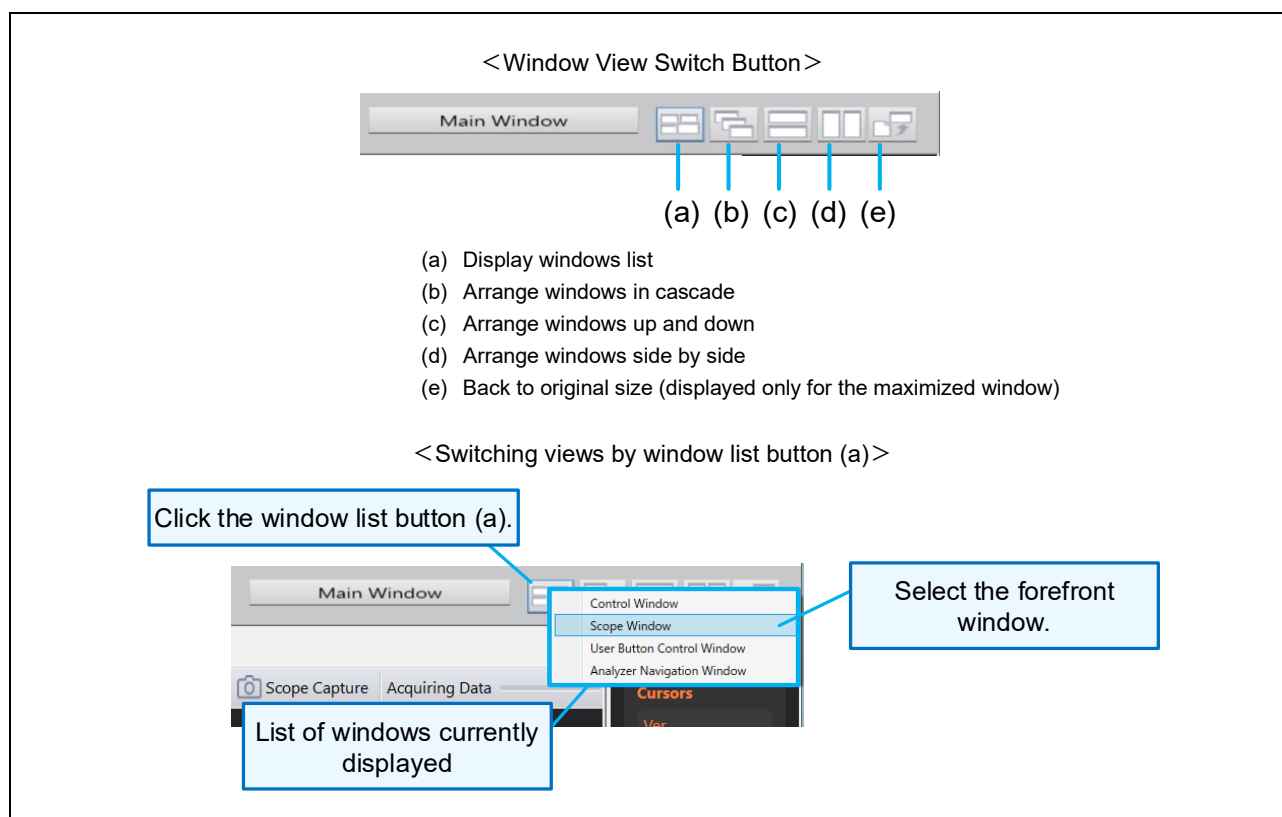 ＜Window View Switch Button＞
Main Window
(a) (b) (c) (d) (e)
(a) Display windows list
(b) Arrange windows in cascade
(c) Arrange windows up and down
(d) Arrange windows side by side
(e) Back to original size (displayed only for the maximized window)
＜Switching views by window list button (a)＞
Click the window list button (a).
Main Window
Control Window
Scope Window
User Button Control Window
Analyzer Navigation Window
Select the forefront
window.
Scope Capture
Acquiring Data
Cursors
Ver
List of windows currently
displayed